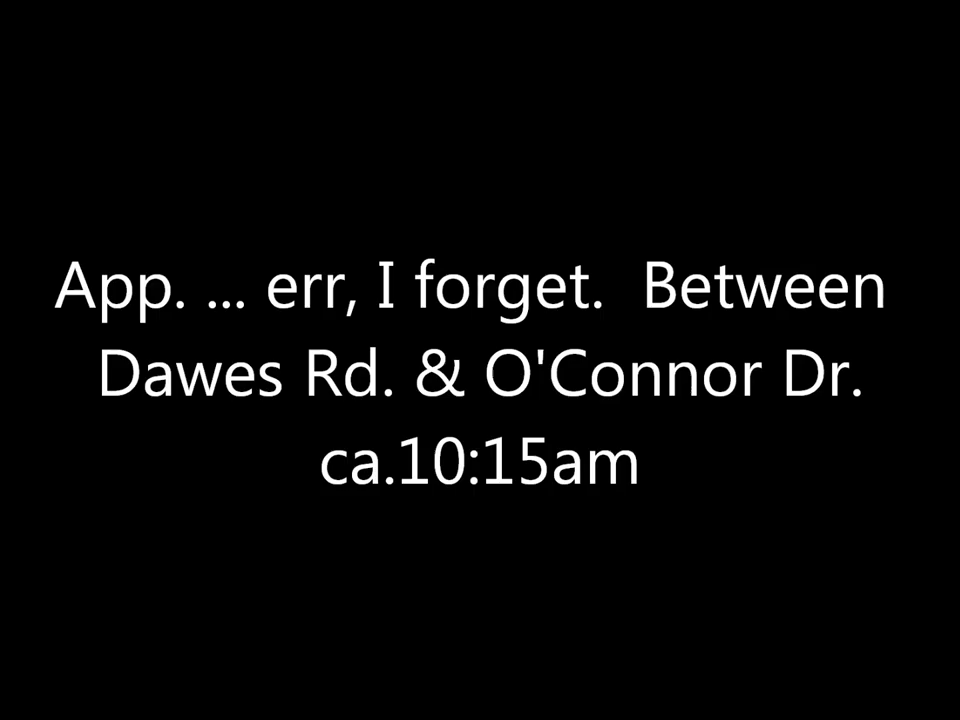 App. ... err, I forget.  Between
Dawes Rd. & O'Connor Dr.
ca.10:15am